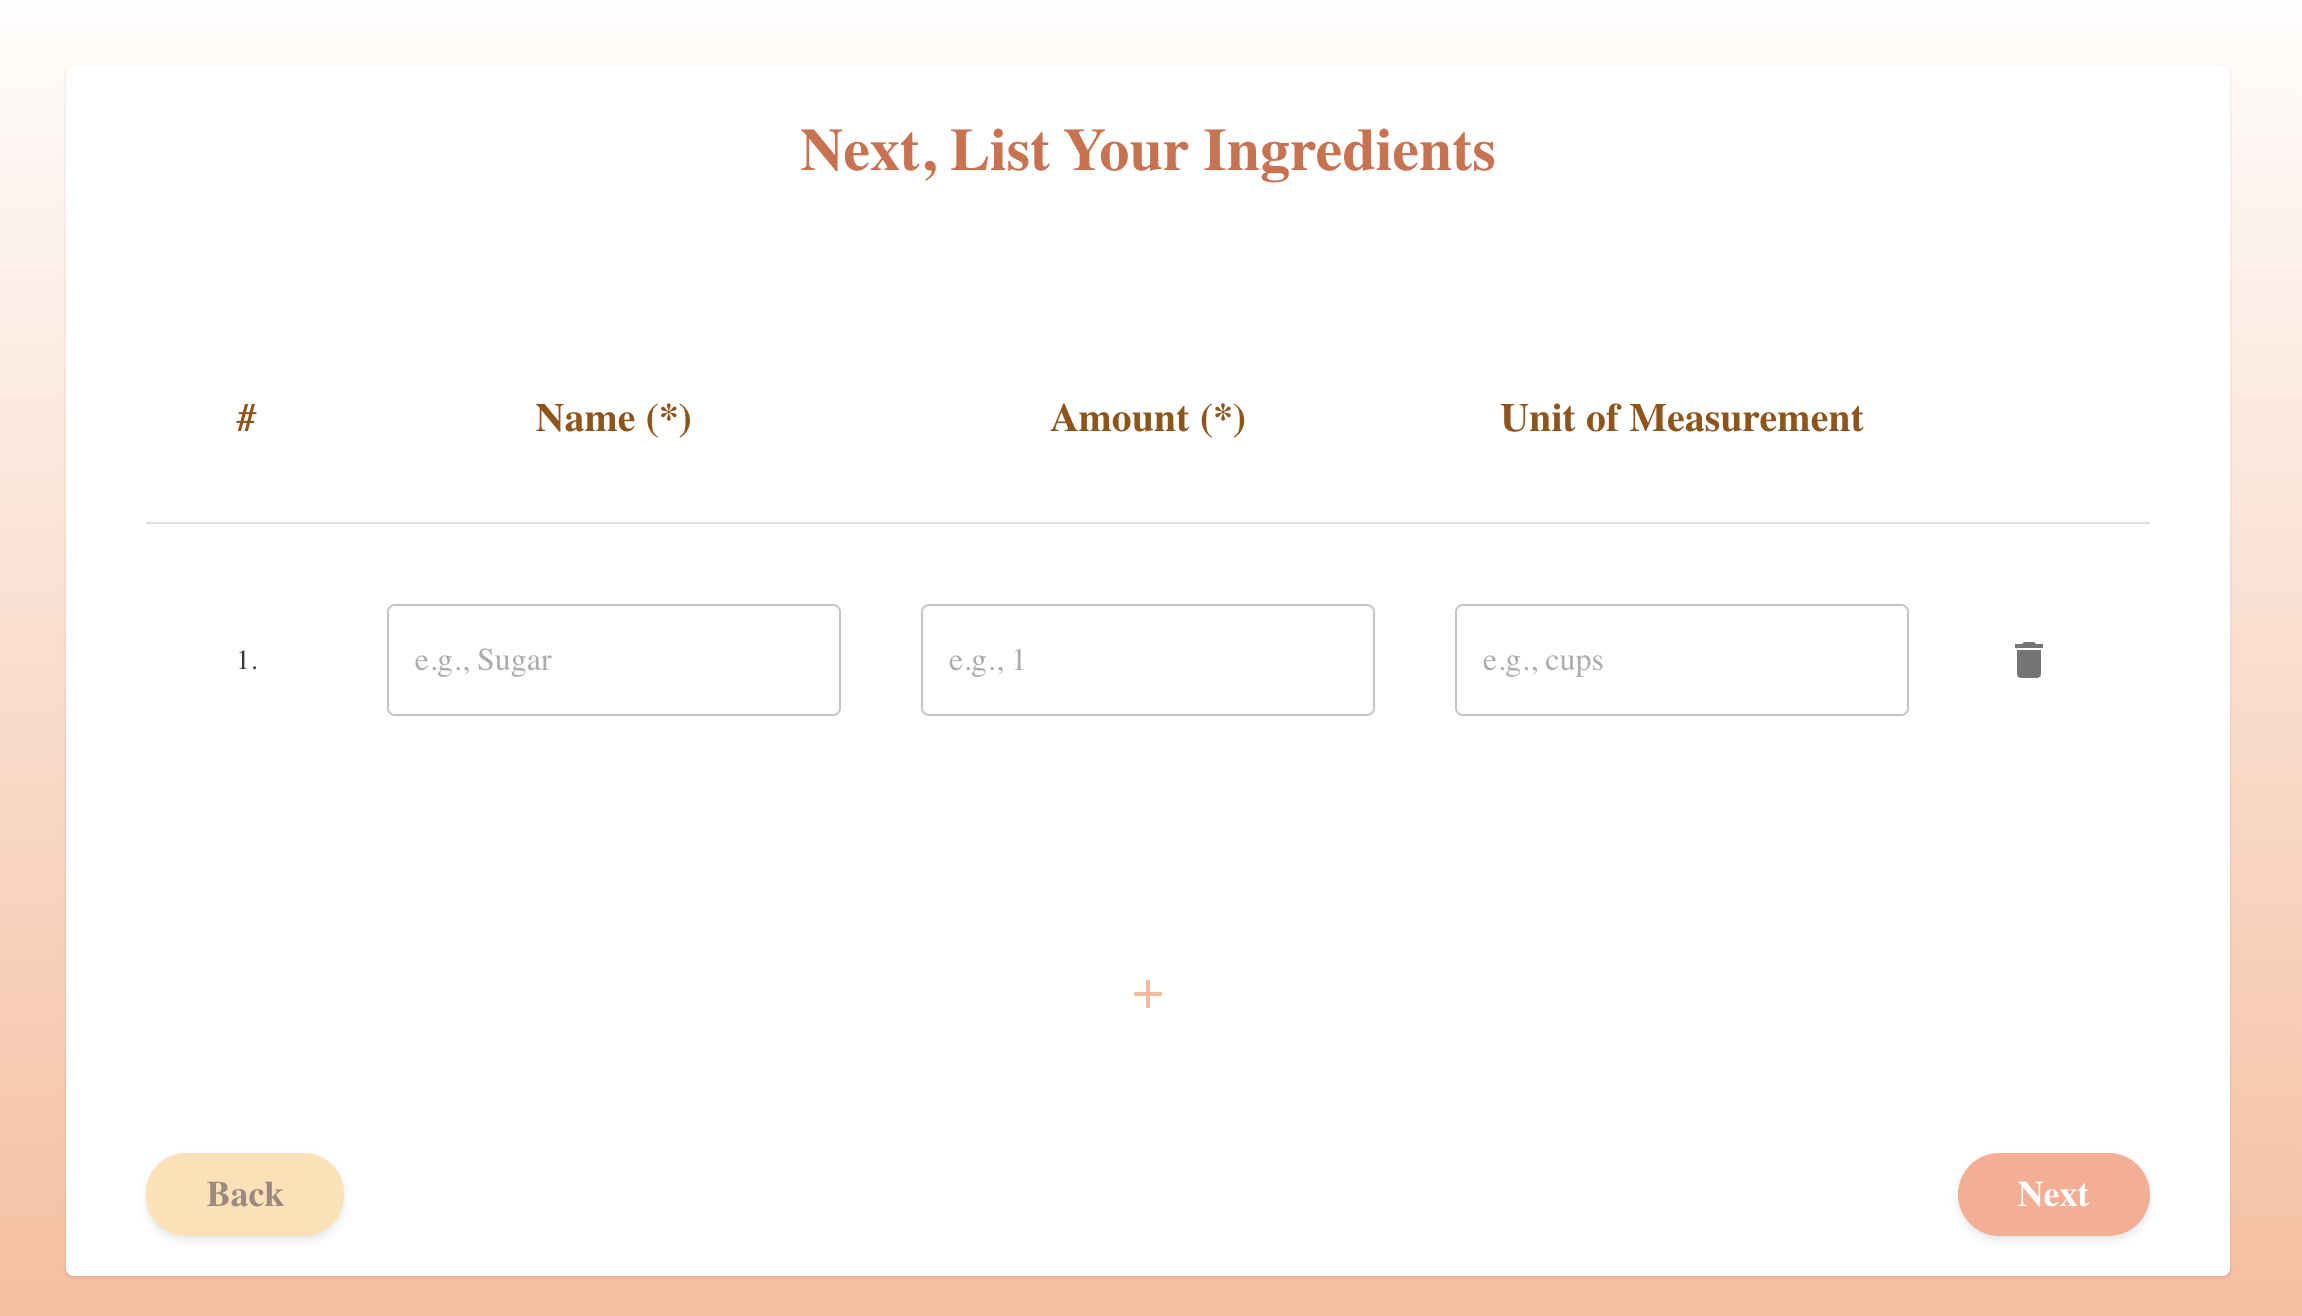 Next, List Your Ingredients
# Name (*) Amount (*) Unit of Measurement
1. e.g., Sugar e.g., 1 e.g., cups
Back Next